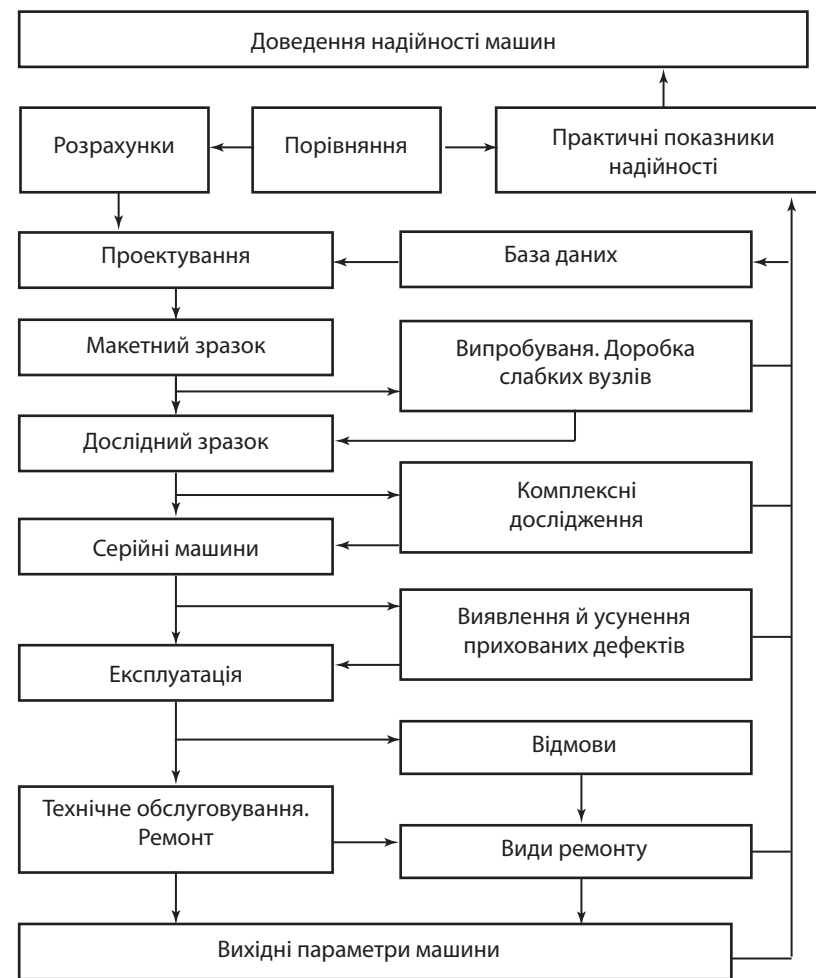 Доведення надійності машин
Розрахунки
Порівняння
Практичні показники
надійності
Проектування
База даних
Макетний зразок
Випробуваня. Доробка
слабких вузлів
Дослідний зразок
Комплексні
дослідження
Серійні машини
Виявлення й усунення
прихованих дефектів
Експлуатація
Відмови
Технічне обслуговування.
Ремонт
Види ремонту
Вихідні параметри машини